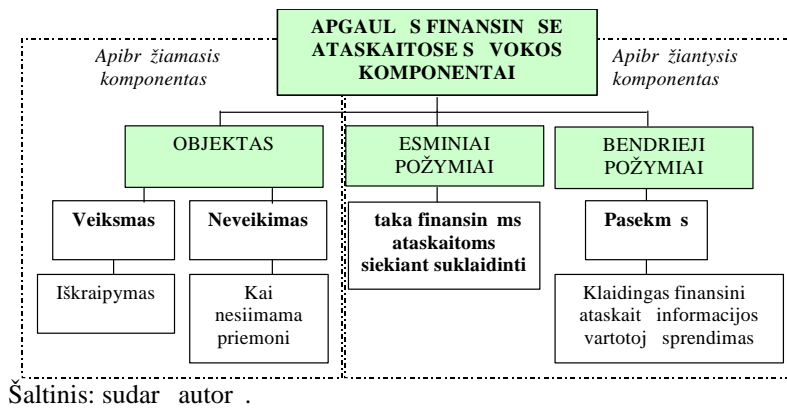 APGAUL S FINANSIN SE
ATASKAITOSE S VOKOS
KOMPONENTAI
Apibr žiamasis
komponentas
Apibr žiantysis
komponentas
OBJEKTAS
ESMINIAI
POŽYMIAI
BENDRIEJI
POŽYMIAI
Veiksmas
Neveikimas
taka finansin ms
ataskaitoms
siekiant suklaidinti
Pasekm s
Iškraipymas
Kai
nesiimama
priemoni
Klaidingas finansini
ataskait informacijos
vartotoj sprendimas
Šaltinis: sudar autor .